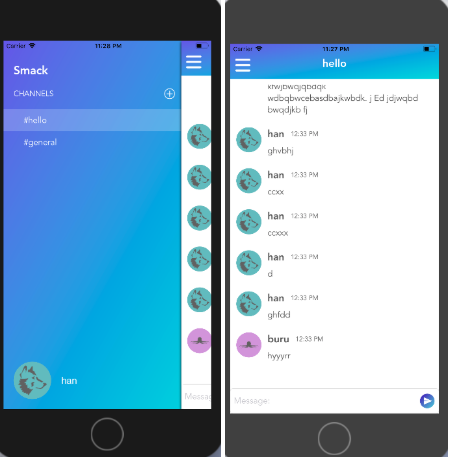 Carrier 11:28 PM
Smack
CHANNELS
#hello
#general
han
Messag
Carrier 11:27 PM
hello
wdbqbwcebasdbajkwbdk, j Ed jdjwqbd
bwqdjkb fj
han 12:33 PM
ghvbhj
han 12:33 PM
ccxx
han 12:33 PM
ccxxx
han 12:33 PM
d
han 12:33 PM
ghfdd
buru 12:33 PM
hyyyrr
Message: